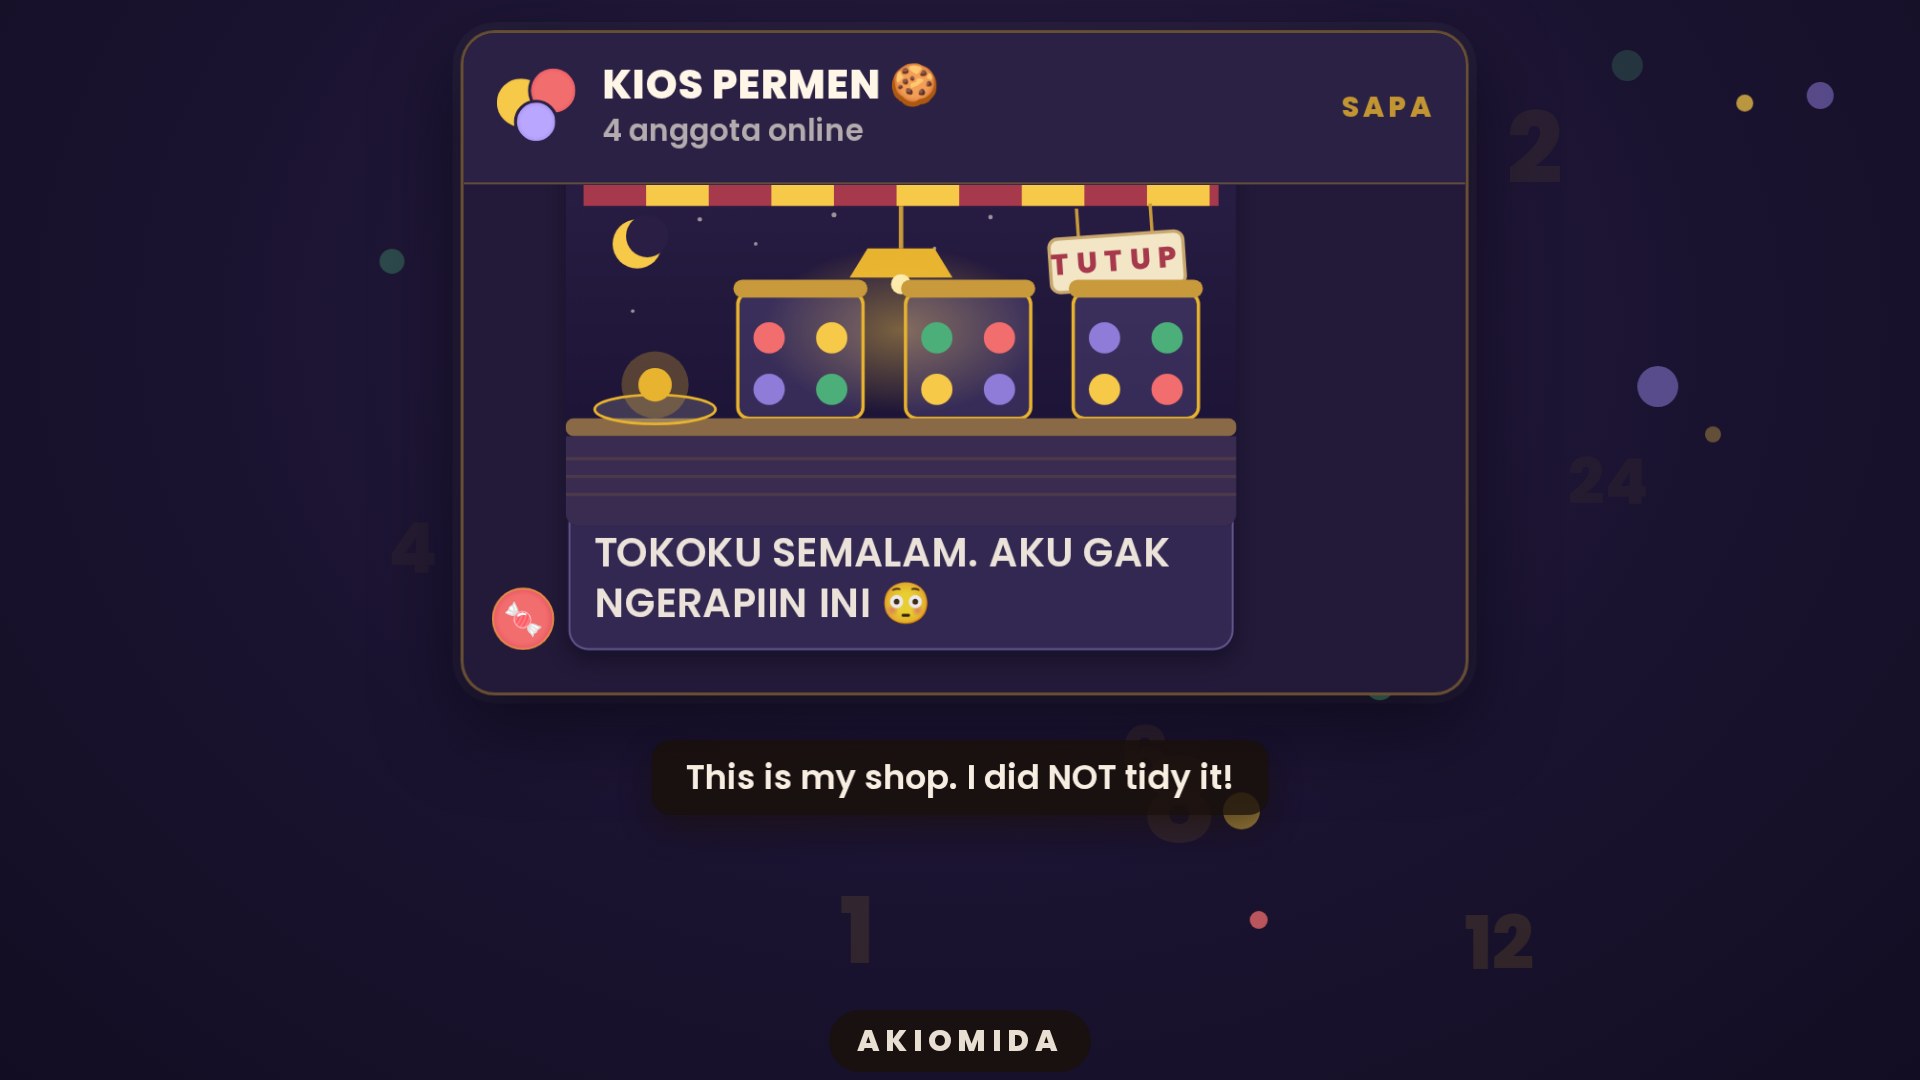 KIOS PERMEN 🍪
4 anggota online
SAPA
TUTUP
TOKOKU SEMALAM. AKU GAK
NGERAPIIN INI 😳
This is my shop. I did NOT tidy it!
2
24
4
1
12
AKIOMIDA